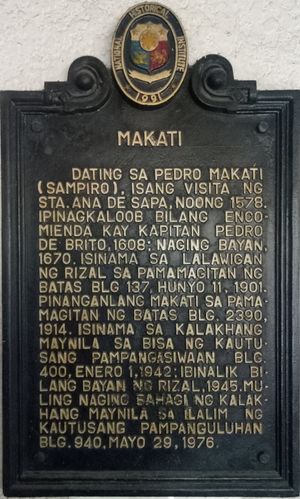 NATIONAL HISTORICAL INSTITUTE
1991
MAKATI
DATING SA PEDRO MAKATI
(SAMPIRO), ISANG VISITA NG
STA. ANA DE SAPA, NOONG 1578.
IPINAGKALOOB BILANG ENCO-
MIENDA KAY KAPITAN PEDRO
DE BRITO, 1608; NAGING BAYAN,
1670. ISINAMA SA LALAWIGAN
NG RIZAL SA PAMAMAGITAN NG
BATAS BLG 137, HUNYO 11, 1901.
PINANGANLANG MAKATI SA PAMA-
MAGITAN NG BATAS BLG. 2390,
1914. ISINAMA SA KALAKHANG
MAYNILA SA BISA NG KAUTU-
SANG PAMPANGASIWAAN BLG.
400, ENERO 1, 1942; IBINALIK BI-
LANG BAYAN NG RIZAL, 1945. MU-
LING NAGING BAHAGI NG KALAK-
HANG MAYNILA SA ILALIM NG
KAUTUSANG PAMPANGULUHAN
BLG. 940, MAYO 29, 1976.